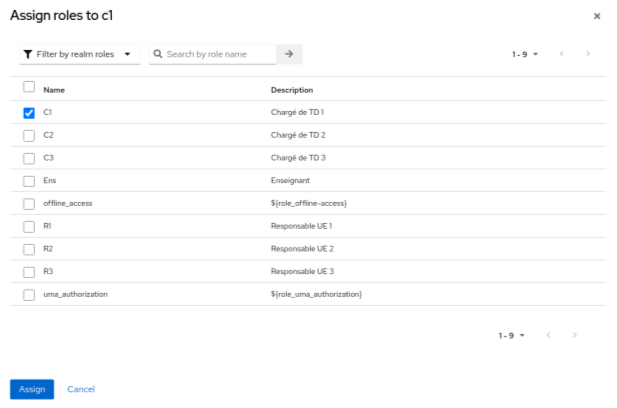 Assign roles to c1
Filter by realm roles
Search by role name
1 - 9
Name Description
C1 Chargé de TD 1
C2 Chargé de TD 2
C3 Chargé de TD 3
Ens Enseignant
offline_access ${role_offline-access}
R1 Responsable UE 1
R2 Responsable UE 2
R3 Responsable UE 3
uma_authorization ${role_uma_authorization}
1 - 9
Assign Cancel